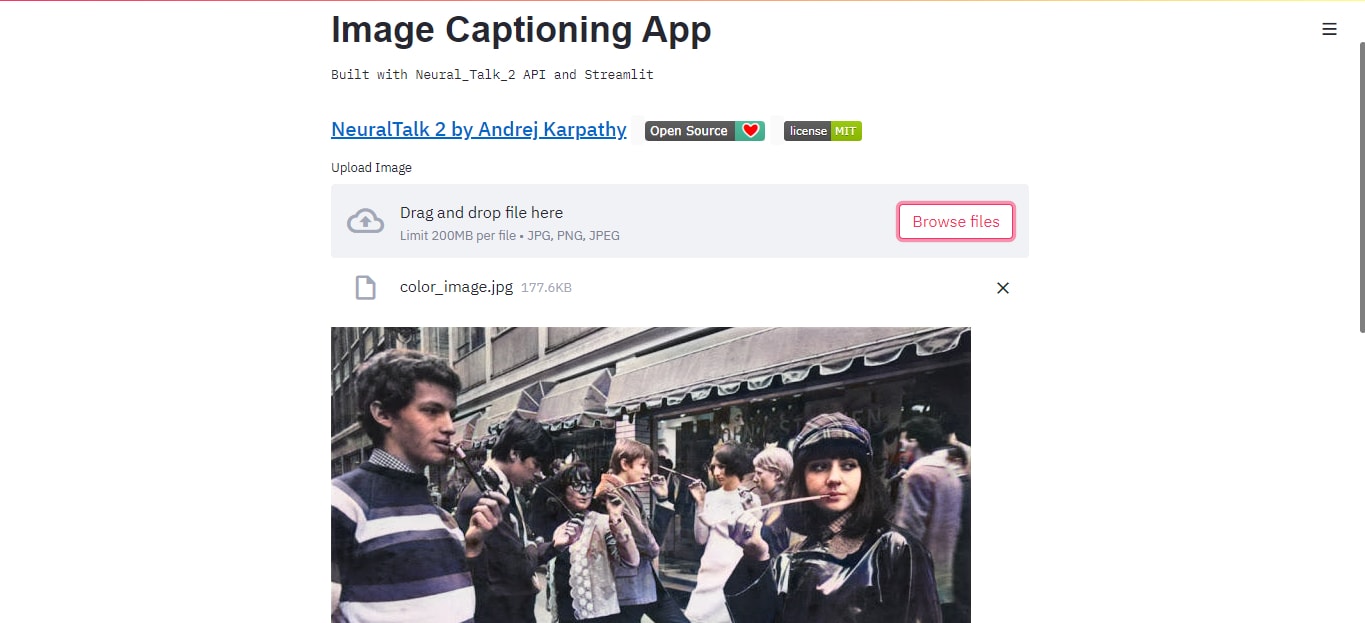 Image Captioning App
Built with Neural_Talk_2 API and Streamlit
NeuralTalk 2 by Andrej Karpathy Open Source license MIT
Upload Image
Drag and drop file here
Limit 200MB per file • JPG, PNG, JPEG
Browse files
color_image.jpg 177.6KB